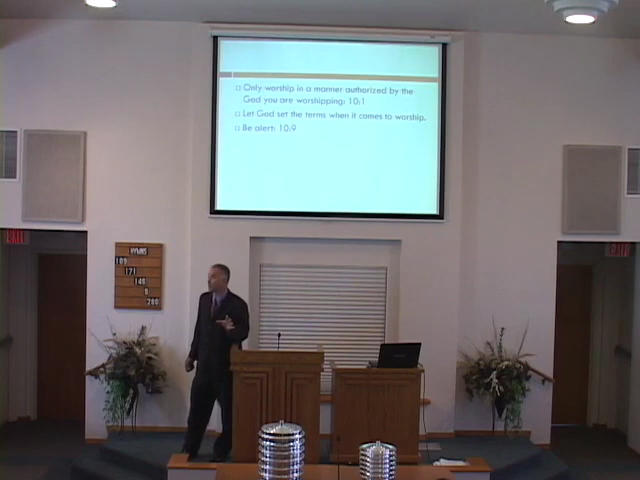 Only worship in a manner authorized by the
God you are worshipping: 10:1
Let God set the terms when it comes to worship.
Be alert: 10:9
EXIT
EXIT
HYMNS
171